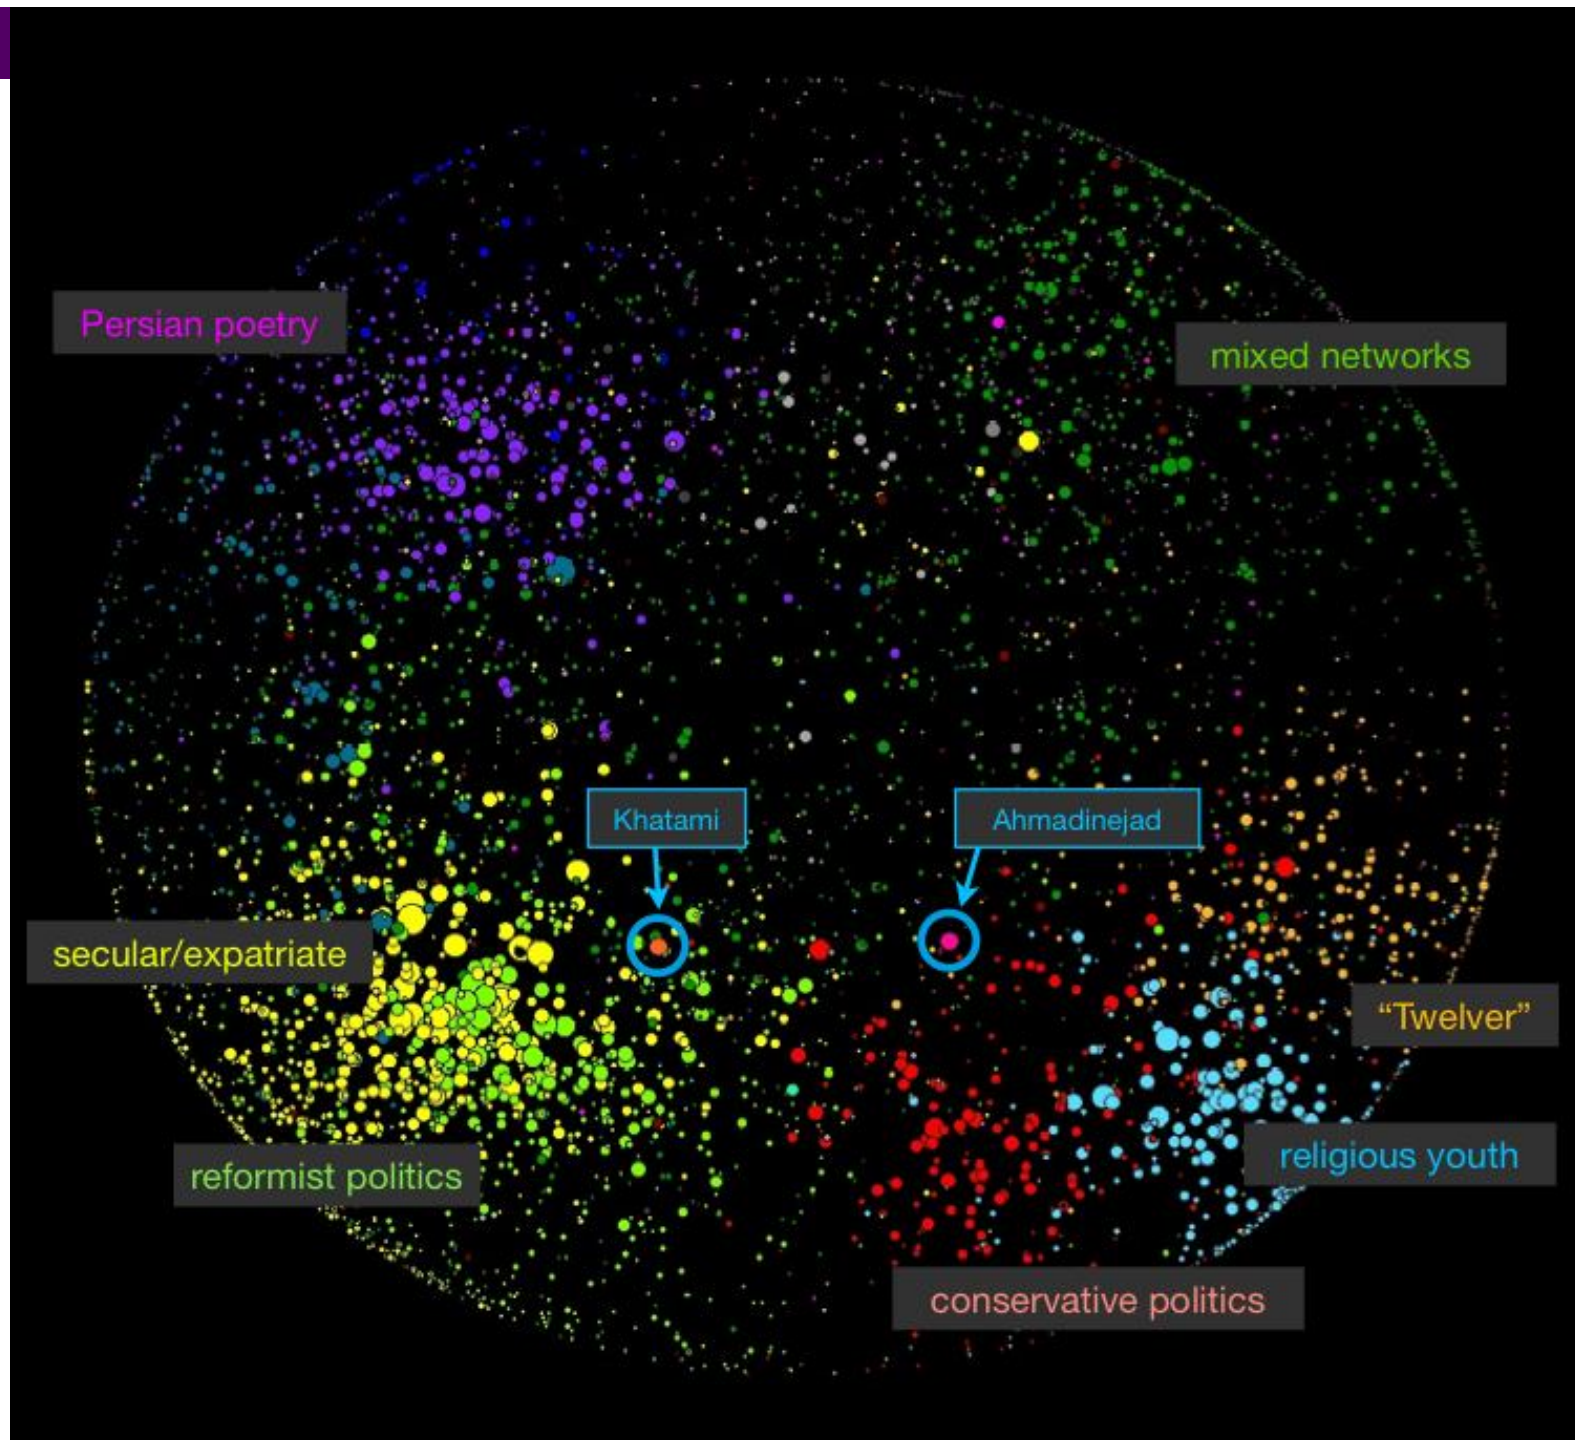 Persian poetry
mixed networks
Khatami
Ahmadinejad
secular/expatriate
“Twelver”
religious youth
reformist politics
conservative politics